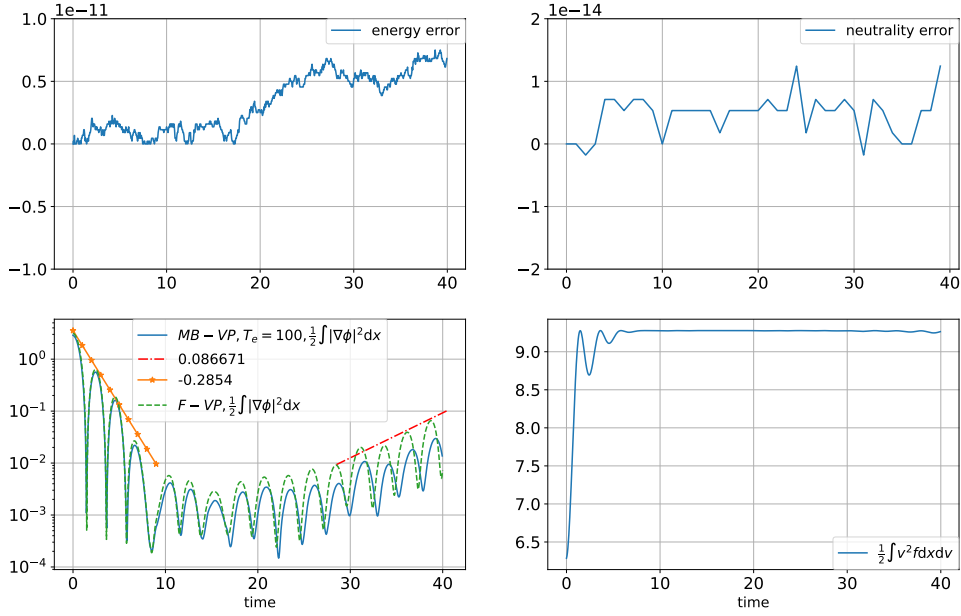 1e−11
1.0
0.5
0.0
−0.5
−1.0
energy error
0 10 20 30 40
1e−14
2
1
0
−1
−2
neutrality error
0 10 20 30 40
10⁰
10⁻¹
10⁻²
10⁻³
10⁻⁴
MB − VP, Tₑ = 100, ½∫|∇ϕ|²dx
0.086671
-0.2854
F − VP, ½∫|∇ϕ|²dx
0 10 20 30 40
time
9.0
8.5
8.0
7.5
7.0
6.5
½∫v²fdxdv
0 10 20 30 40
time